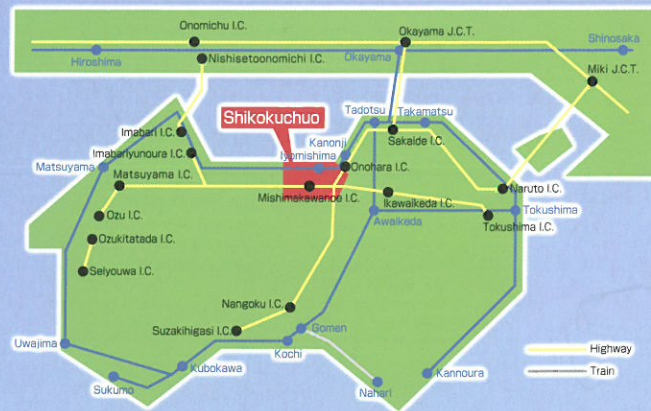 Onomichu I.C.
Okayama J.C.T.
Shinosaka
Hiroshima
Nishisetoonomichi I.C.
Okayama
Miki J.C.T.
Shikokuchuo
Tadotsu
Takamatsu
Imabari I.C.
Kanonji
Sakaide I.C.
ImabariyunouraI.C.
Iyomishima
Onohara I.C.
Matsuyama
Matsuyama I.C.
Mishimakawanoe I.C.
Ikawaikeda I.C.
Naruto I.C.
Ozu I.C.
Awaikeda
Tokushima
Tokushima I.C.
Ozukitatada I.C.
Seiyouwa I.C.
Nangoku I.C.
Suzakihigasi I.C.
Gomen
Uwajima
Kochi
Highway
Kubokawa
Train
Sukumo
Nahari
Kannoura